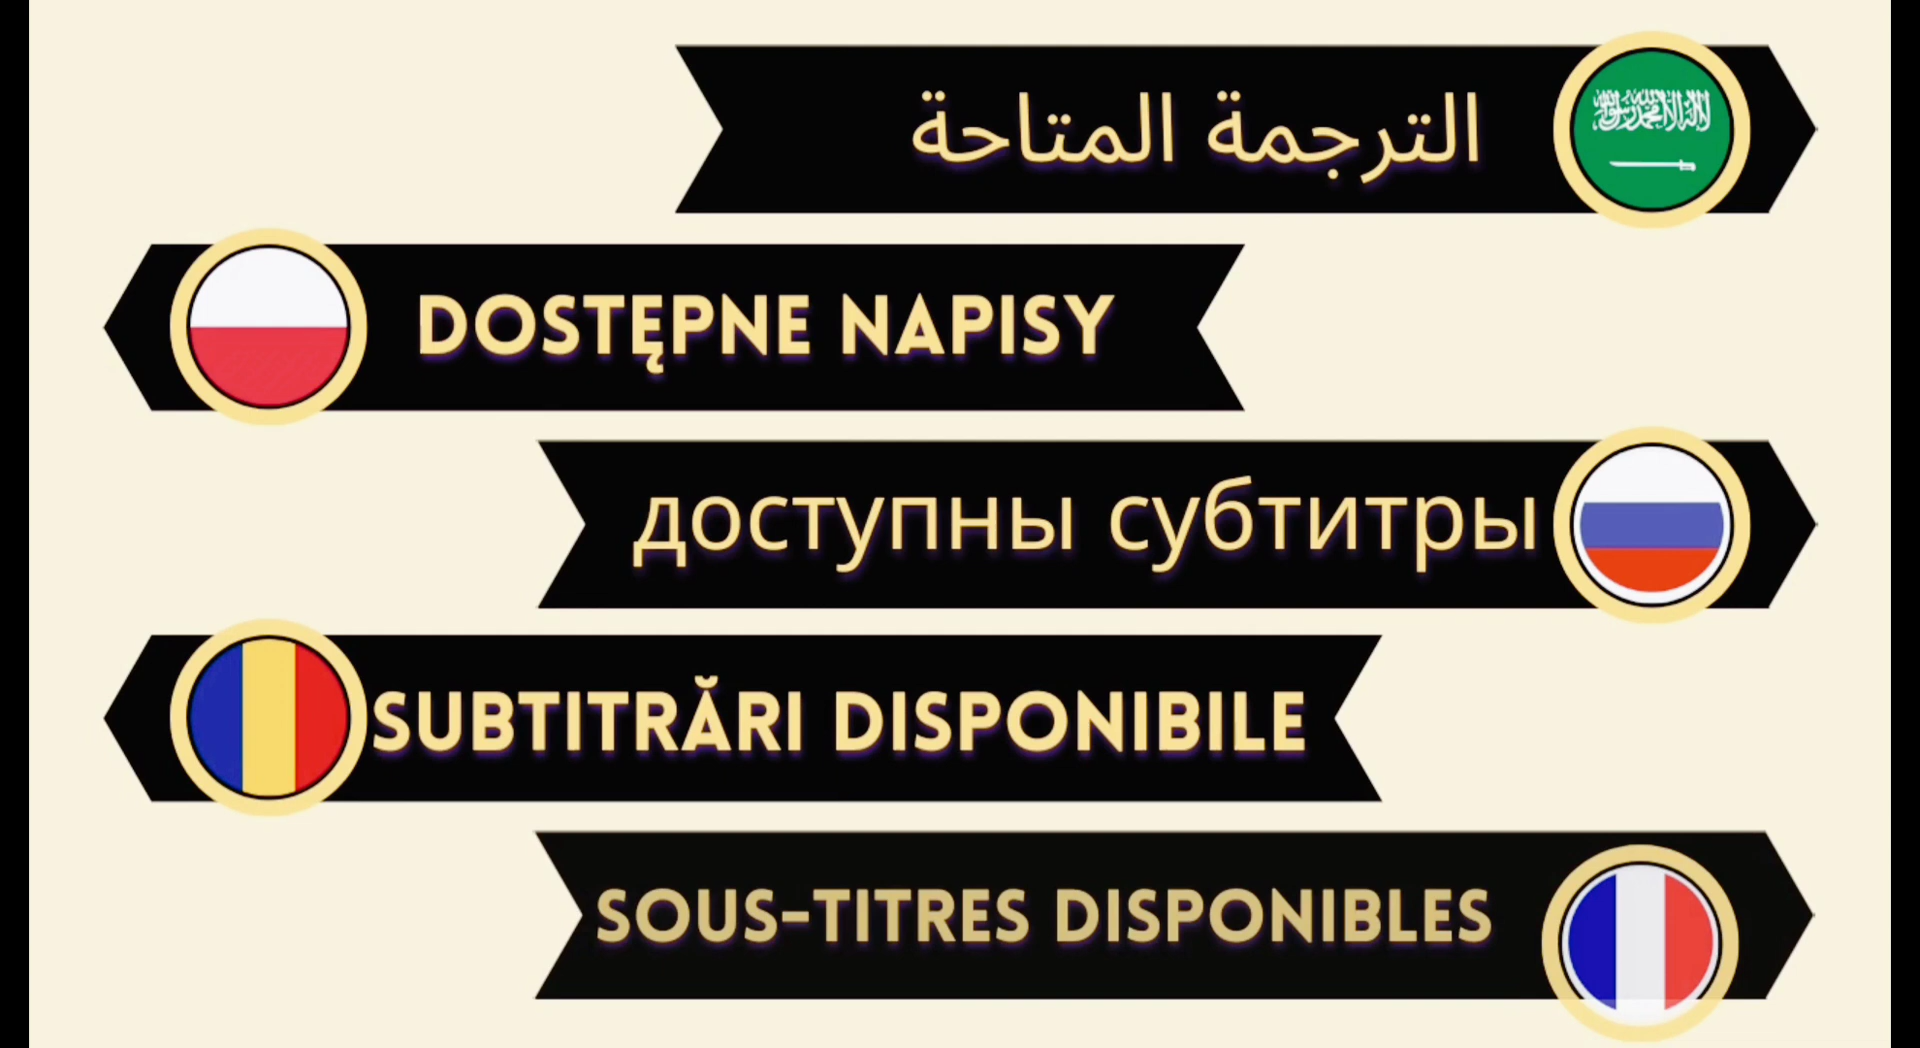 الترجمة المتاحة
DOSTĘPNE NAPISY
доступны субтитры
SUBTITRĂRI DISPONIBILE
SOUS-TITRES DISPONIBLES